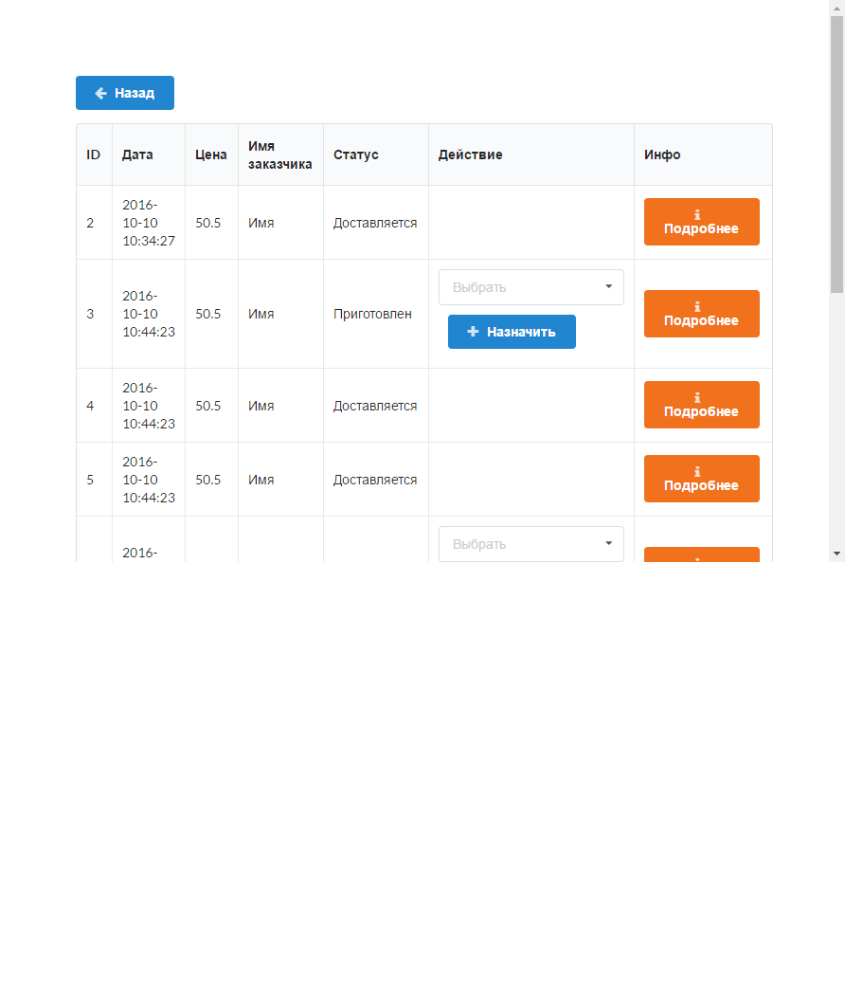 Назад
ID Дата Цена Имя заказчика Статус Действие Инфо
2 2016-10-10 10:34:27 50.5 Имя Доставляется Подробнее
3 2016-10-10 10:44:23 50.5 Имя Приготовлен Выбрать Назначить Подробнее
4 2016-10-10 10:44:23 50.5 Имя Доставляется Подробнее
5 2016-10-10 10:44:23 50.5 Имя Доставляется Подробнее
2016- Выбрать